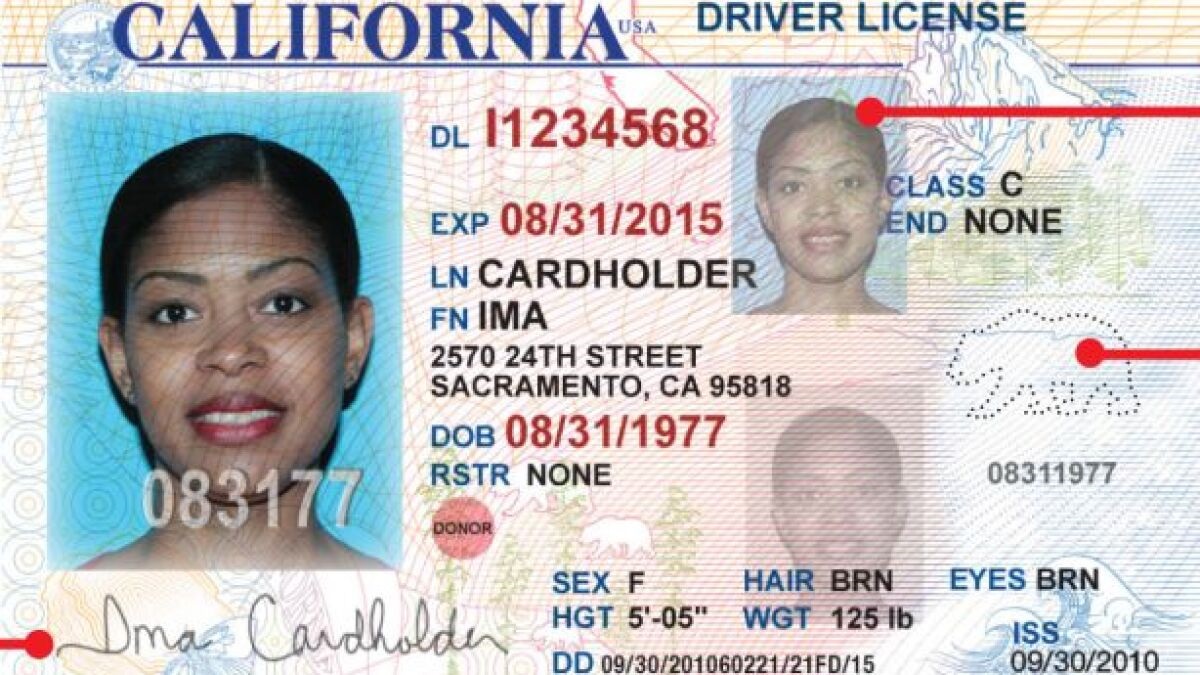 CALIFORNIA USA DRIVER LICENSE
DL I1234568
EXP 08/31/2015
CLASS C
END NONE
LN CARDHOLDER
FN IMA
2570 24TH STREET
SACRAMENTO, CA 95818
DOB 08/31/1977
RSTR NONE
08311977
083177
DONOR
SEX F HAIR BRN EYES BRN
HGT 5'-05" WGT 125 lb
ISS
DD 09/30/201060221/21FD/15 09/30/2010
Ima Cardholder